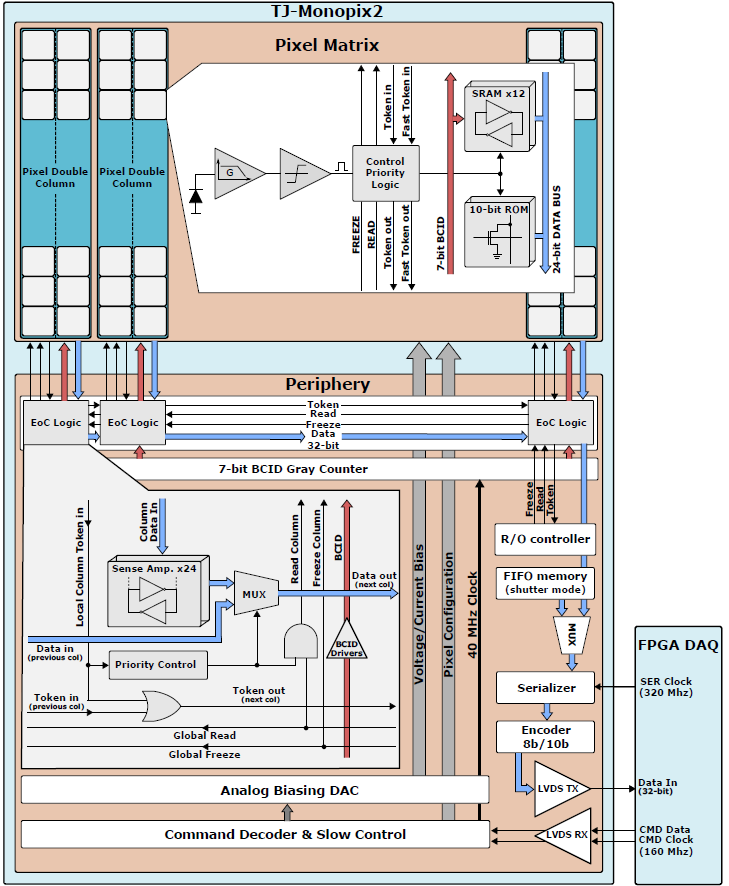 TJ-Monopix2
Pixel Matrix
Pixel Double
Column
Pixel Double
Column
G
Control
Priority
Logic
Token in
Fast Token in
FREEZE
READ
Token out
Fast Token out
7-bit BCID
SRAM x12
10-bit ROM
24-bit DATA BUS
Periphery
EoC Logic
EoC Logic
Token
Read
Freeze
Data
32-bit
EoC Logic
7-bit BCID Gray Counter
Local Column Token in
Column
Data In
Sense Amp. x24
MUX
Read Column
Freeze Column
BCID
Data out
(next col)
Data in
(previous col)
Priority Control
BCID
Drivers
Token in
(previous col)
Token out
(next col)
Global Read
Global Freeze
Voltage/Current Bias
Pixel Configuration
40 MHz Clock
Freeze
Read
Token
R/O controller
FIFO memory
(shutter mode)
MUX
Serializer
Encoder
8b/10b
LVDS TX
LVDS RX
Analog Biasing DAC
Command Decoder & Slow Control
FPGA DAQ
SER Clock
(320 Mhz)
Data In
(32-bit)
CMD Data
CMD Clock
(160 Mhz)